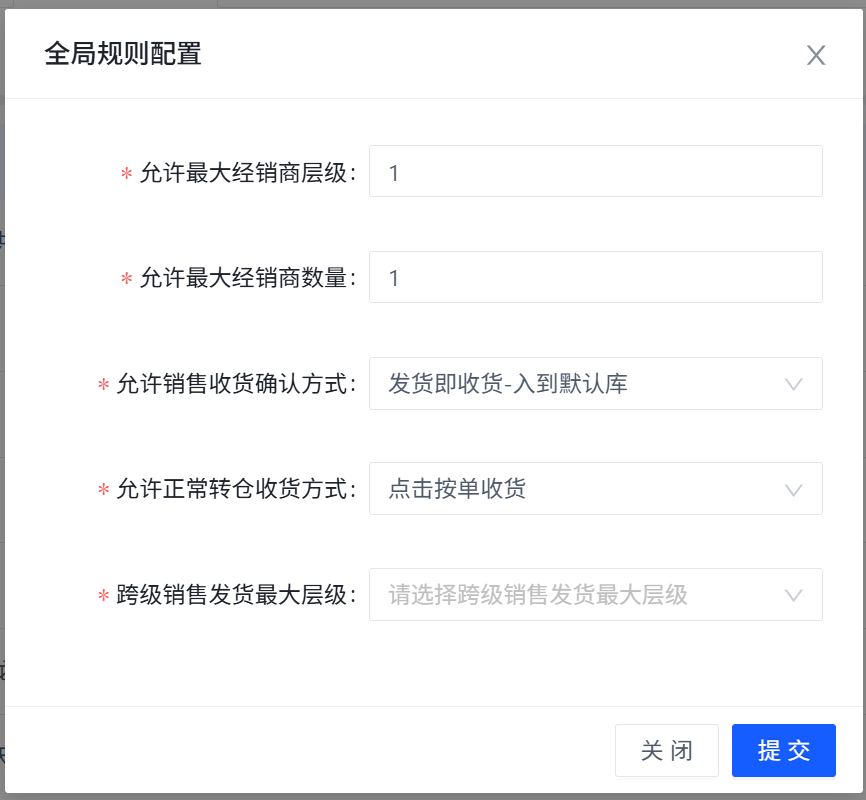 全局规则配置
* 允许最大经销商层级: 1
* 允许最大经销商数量: 1
* 允许销售收货确认方式: 发货即收货-入到默认库
* 允许正常转仓收货方式: 点击按单收货
* 跨级销售发货最大层级: 请选择跨级销售发货最大层级
关 闭 提 交